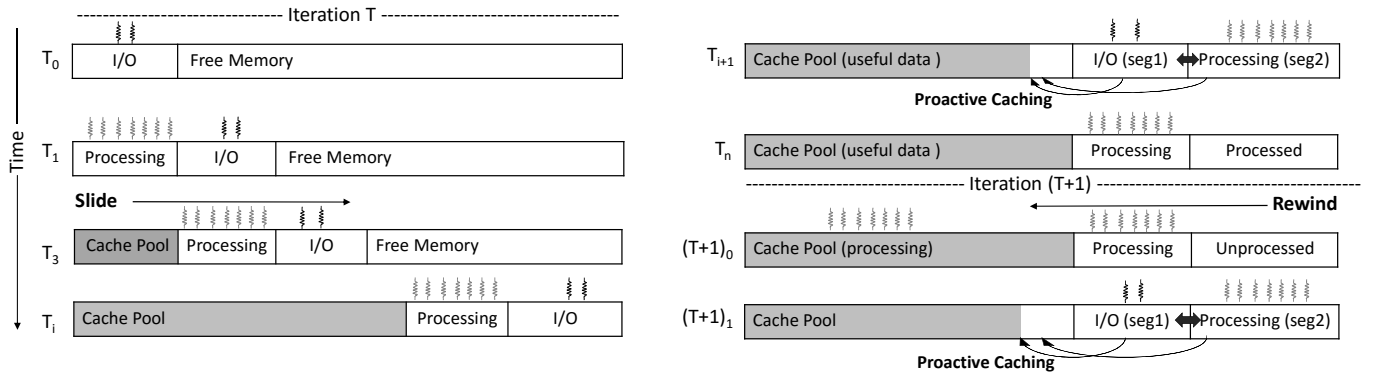 Iteration T
Time
T0
I/O
Free Memory
T1
Processing
I/O
Free Memory
Slide
T3
Cache Pool
Processing
I/O
Free Memory
Ti
Cache Pool
Processing
I/O
Ti+1
Cache Pool (useful data )
I/O (seg1)
Processing (seg2)
Proactive Caching
Tn
Cache Pool (useful data )
Processing
Processed
Iteration (T+1)
Rewind
(T+1)0
Cache Pool (processing)
Processing
Unprocessed
(T+1)1
Cache Pool
I/O (seg1)
Processing (seg2)
Proactive Caching